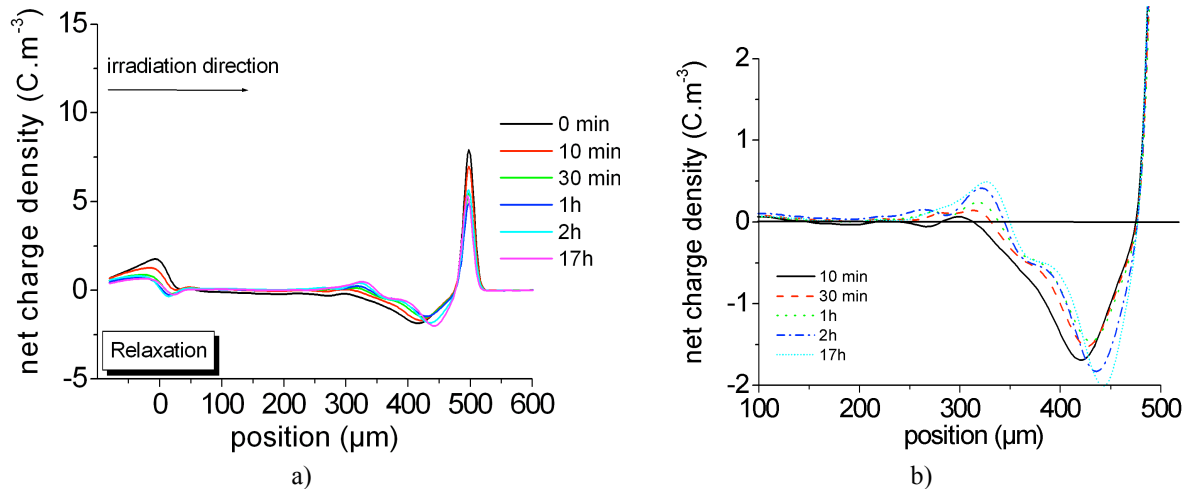 net charge density (C.m-3)
15
10
5
0
-5
irradiation direction
0 min
10 min
30 min
1h
2h
17h
Relaxation
0
100
200
300
400
500
600
position (µm)
a)
net charge density (C.m-3)
2
1
0
-1
-2
10 min
30 min
1h
2h
17h
100
200
300
400
500
position (µm)
b)